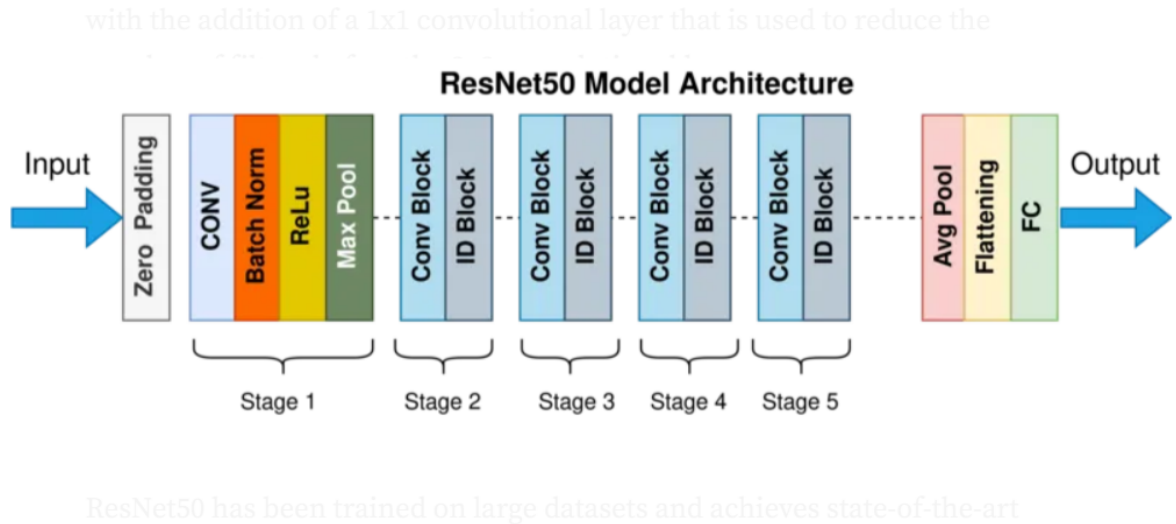 with the addition of a 1x1 convolutional layer that is used to reduce the
ResNet50 Model Architecture
Input
Zero Padding
CONV
Batch Norm
ReLu
Max Pool
Conv Block
ID Block
Conv Block
ID Block
Conv Block
ID Block
Conv Block
ID Block
Avg Pool
Flattening
FC
Output
Stage 1
Stage 2
Stage 3
Stage 4
Stage 5
ResNet50 has been trained on large datasets and achieves state-of-the-art